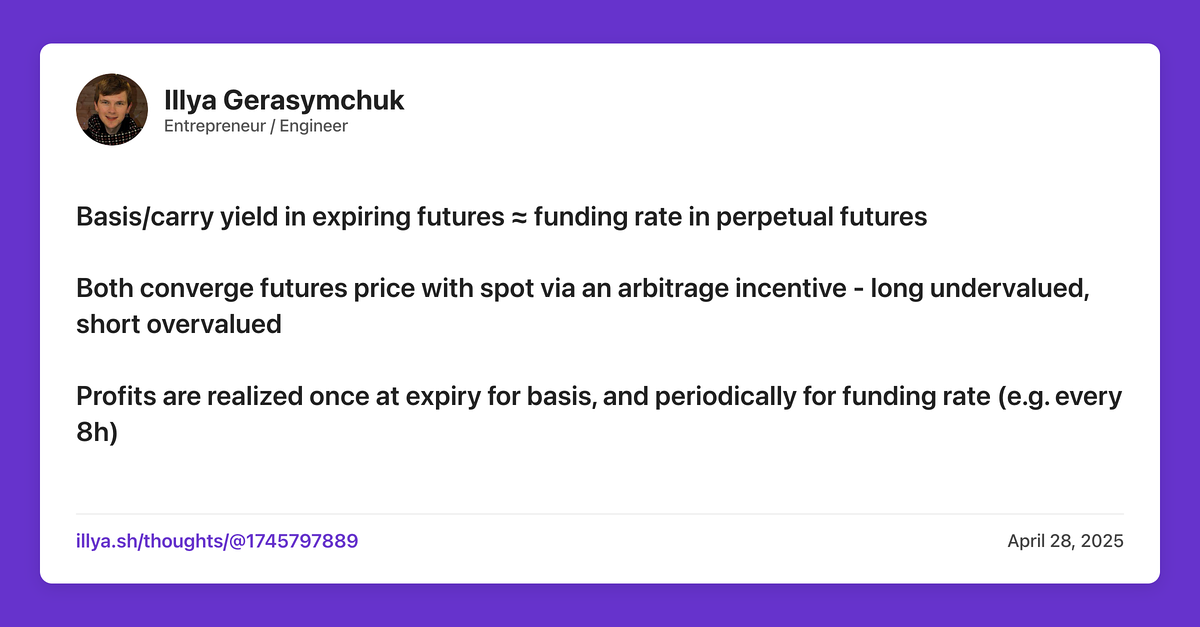 Illya Gerasymchuk
Entrepreneur / Engineer
Basis/carry yield in expiring futures ≈ funding rate in perpetual futures
Both converge futures price with spot via an arbitrage incentive - long undervalued,
short overvalued
Profits are realized once at expiry for basis, and periodically for funding rate (e.g. every
8h)
illya.sh/thoughts/@1745797889
April 28, 2025